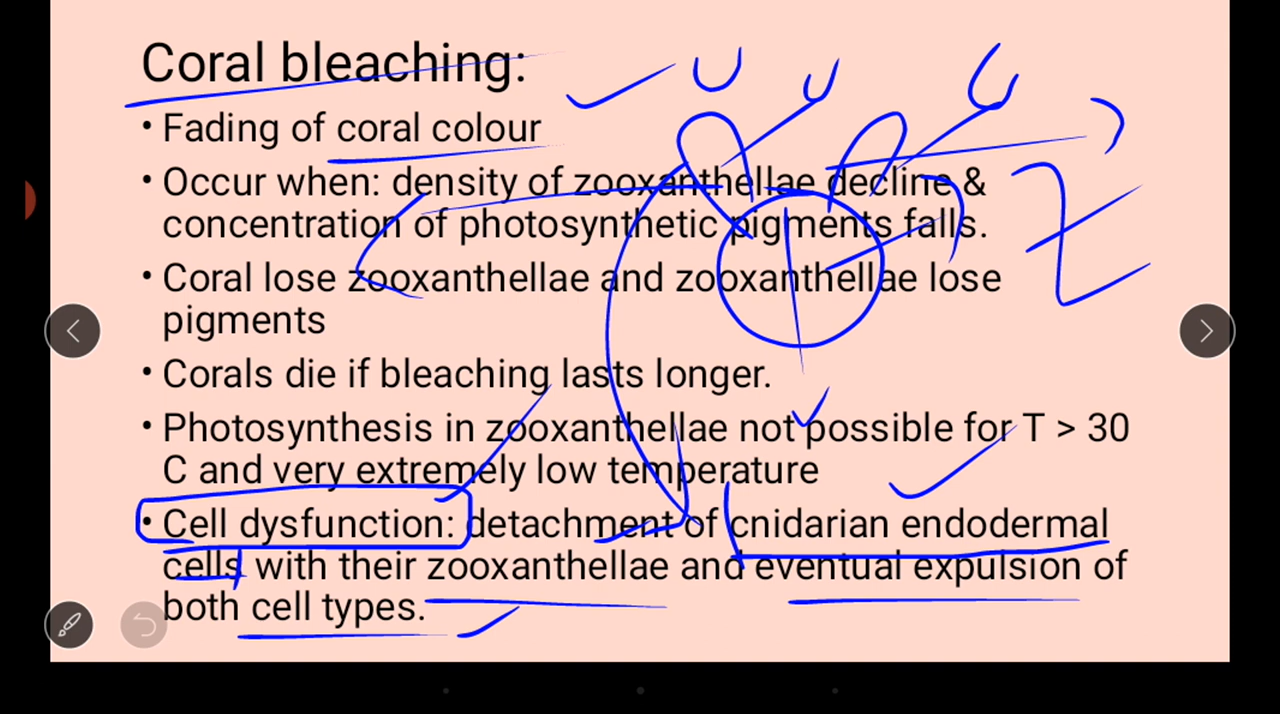 Coral bleaching:
• Fading of coral colour
• Occur when: density of zooxanthellae decline &
concentration of photosynthetic pigments falls.
• Coral lose zooxanthellae and zooxanthellae lose
pigments
• Corals die if bleaching lasts longer.
• Photosynthesis in zooxanthellae not possible for T > 30
C and very extremely low temperature
• Cell dysfunction: detachment of cnidarian endodermal
cells with their zooxanthellae and eventual expulsion of
both cell types.